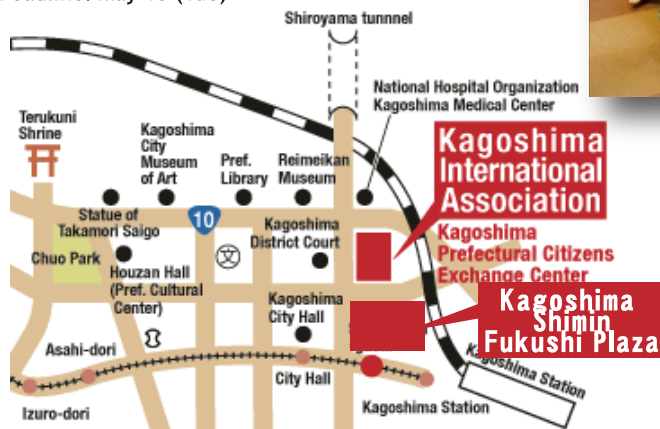 Shiroyama tunnnel
National Hospital Organization
Kagoshima Medical Center
Terukuni
Shrine
Kagoshima
City
Museum
of Art
Pref.
Library
Reimeikan
Museum
Kagoshima
International
Association
Statue of
Takamori Saigo
10
Kagoshima
District Court
Kagoshima
Prefectural Citizens
Exchange Center
文
Chuo Park
Houzan Hall
(Pref. Cultural
Center)
Kagoshima
City Hall
Kagoshima
Shimin
Fukushi Plaza
Asahi-dori
Kagoshima Station
City Hall
Izuro-dori
Kagoshima Station